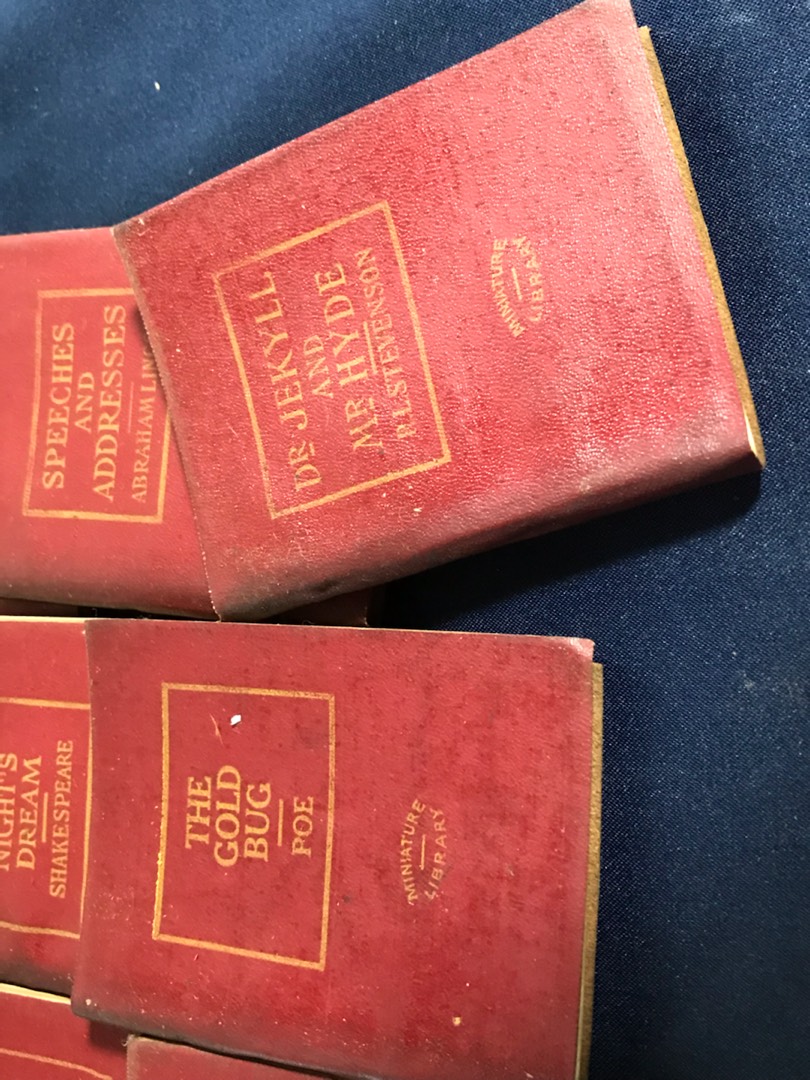 SPEECHES
AND
ADDRESSES
ABRAHAM
DR. JEKYLL
AND
MR HYDE
R.L.STEVENSON
MINIATURE
LIBRARY
NIGHT'S
DREAM
SHAKESPEARE
THE
GOLD
BUG
POE
MINIATURE
LIBRARY